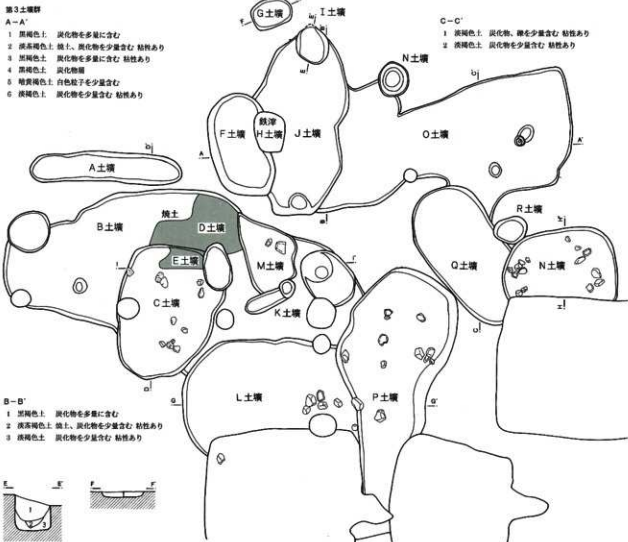 第3土壙群
A-A'
1 黒褐色土 炭化物を多量に含む
2 淡茶褐色土 焼土、炭化物を少量含む 粘性あり
3 黒褐色土 炭化物を多量に含む 粘性あり
4 黒褐色土 炭化物層
5 暗黄褐色土 白色粒子を少量含む
6 淡褐色土 炭化物を少量含む 粘性あり
C-C'
1 淡褐色土 炭化物、礫を少量含む 粘性あり
2 淡褐色土 炭化物を少量含む 粘性あり
G土壙
I土壙
N土壙
F土壙
鉄滓
H土壙
J土壙
O土壙
A
A'
A土壙
B土壙
焼土
D土壙
E土壙
M土壙
C土壙
K土壙
R土壙
Q土壙
N土壙
L土壙
P土壙
G
G'
B-B'
1 黒褐色土 炭化物を多量に含む
2 淡茶褐色土 焼土、炭化物を少量含む 粘性あり
3 淡褐色土 炭化物を少量含む 粘性あり
E
E'
F
F'
1
2
3